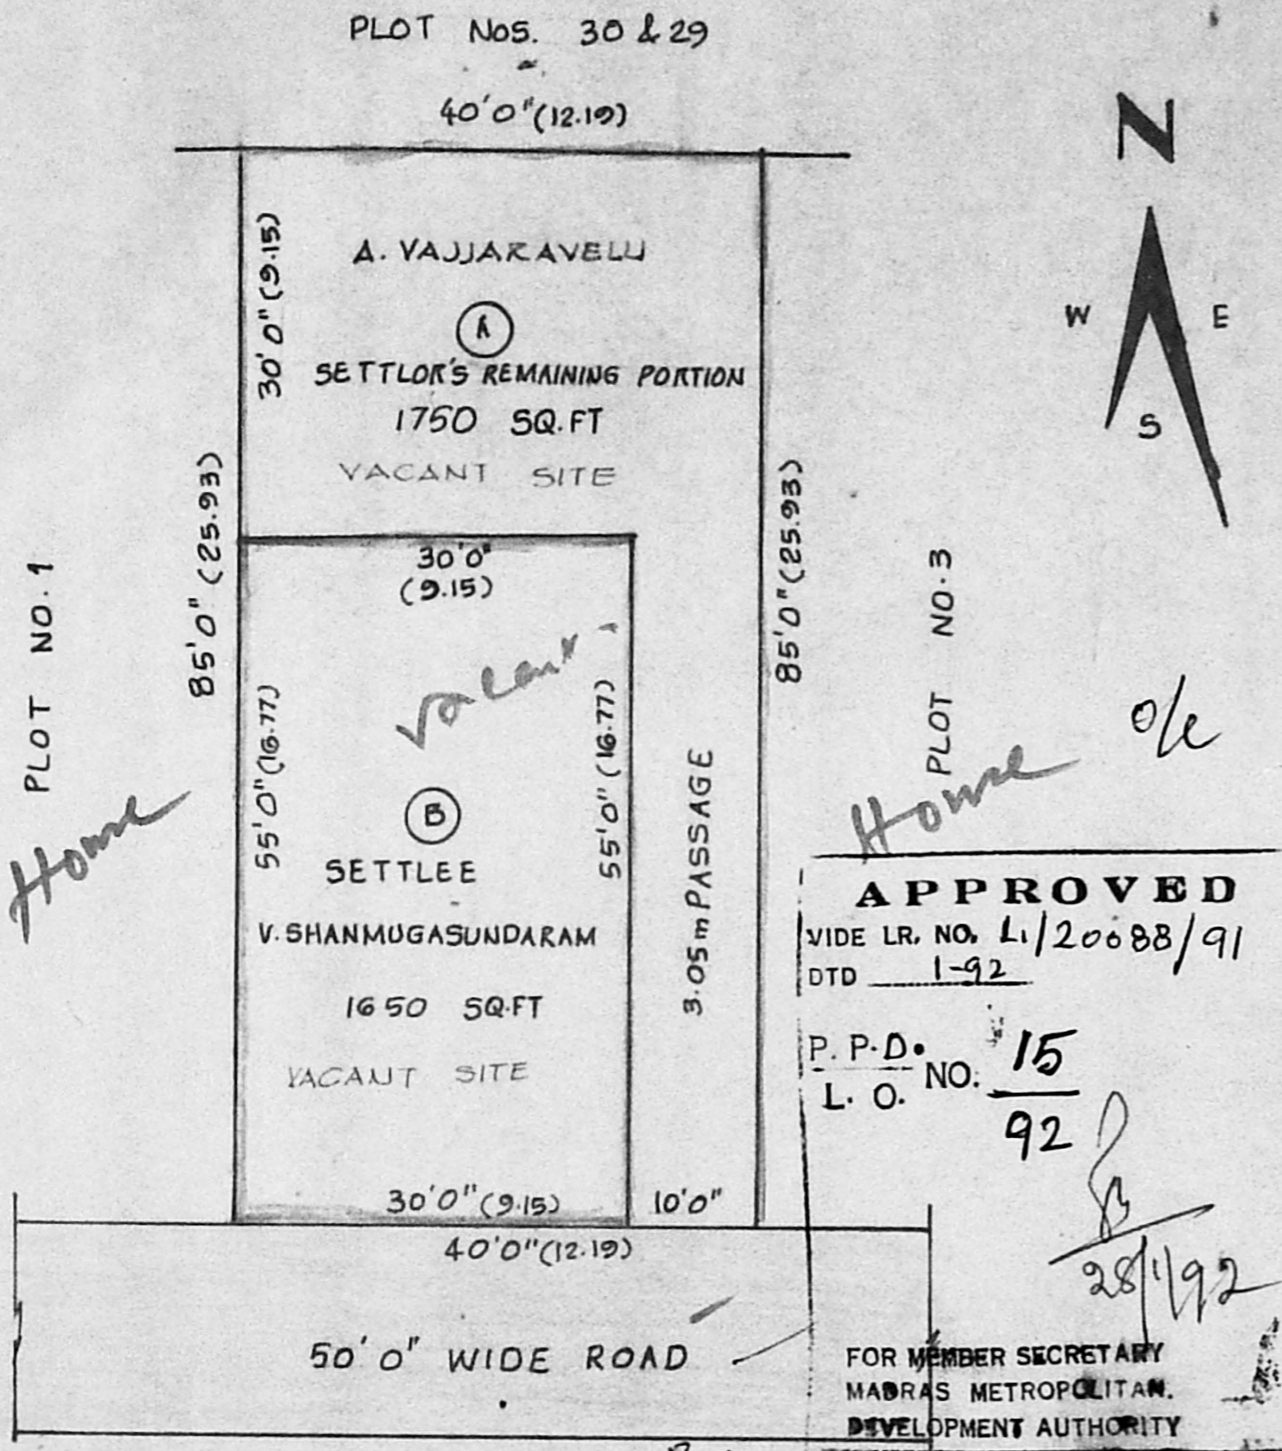 PLOT NOS. 30 & 29
40'0"(12.19)
N
W
E
S
30'0" (9.15)
A. VAJJARAVELU
A
SETTLOR'S REMAINING PORTION
1750 SQ.FT
VACANT SITE
85'0" (25.93)
85'0" (25.93)
30'0"
(9.15)
Vacant
PLOT NO.1
House
PLOT NO.3
House
55'0" (16.77)
55'0" (16.77)
B
SETTLEE
V. SHANMUGASUNDARAM
1650 SQ.FT
VACANT SITE
3.05m PASSAGE
30'0" (9.15)
10'0"
40'0"(12.19)
50'0" WIDE ROAD
APPROVED
VIDE LR. NO. L1/20088/91
DTD 1-92
P. P.D.
L. O. NO. 15
92
28/1/92
FOR MEMBER SECRETARY
MADRAS METROPOLITAN.
DEVELOPMENT AUTHORITY